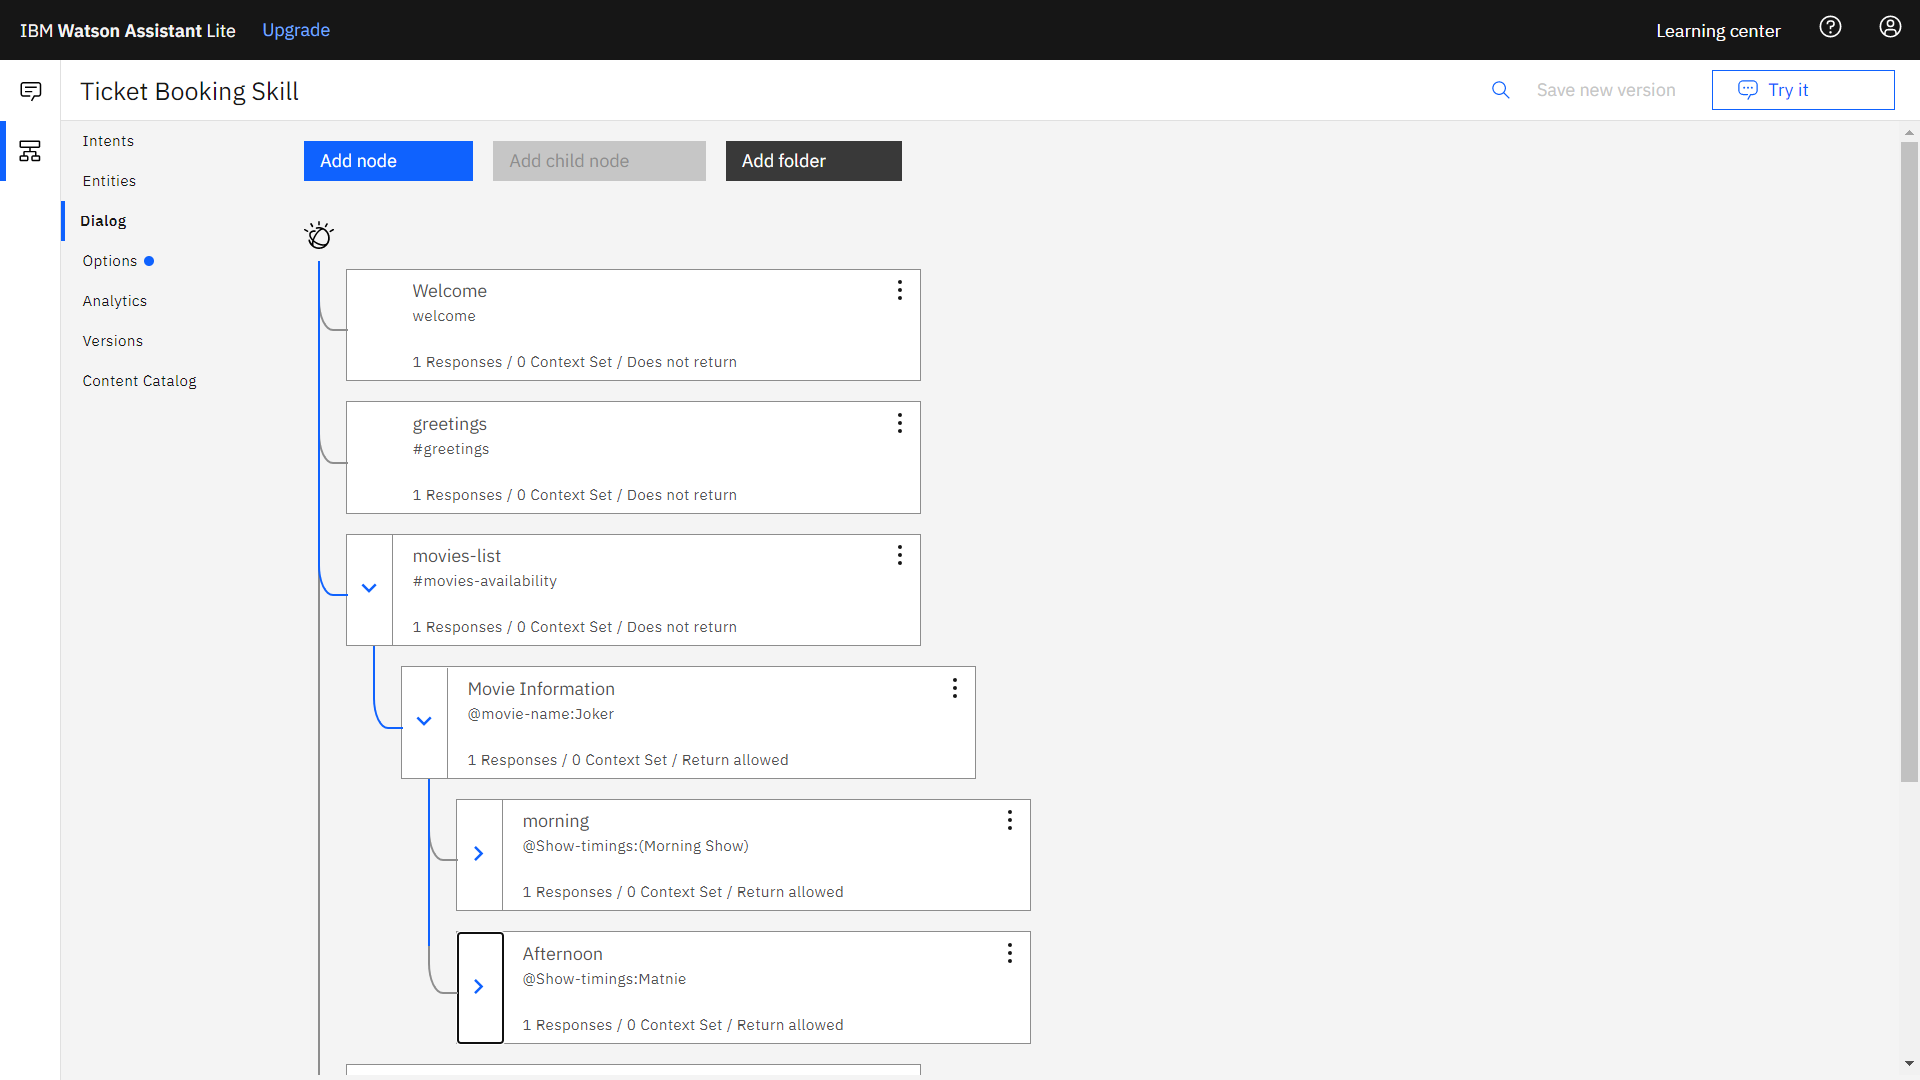 IBM Watson Assistant Lite
Upgrade
Learning center
Ticket Booking Skill
Save new version
Try it
Intents
Entities
Dialog
Options
Analytics
Versions
Content Catalog
Add node
Add child node
Add folder
Welcome
welcome
1 Responses / 0 Context Set / Does not return
greetings
#greetings
1 Responses / 0 Context Set / Does not return
movies-list
#movies-availability
1 Responses / 0 Context Set / Does not return
Movie Information
@movie-name:Joker
1 Responses / 0 Context Set / Return allowed
morning
@Show-timings:(Morning Show)
1 Responses / 0 Context Set / Return allowed
Afternoon
@Show-timings:Matnie
1 Responses / 0 Context Set / Return allowed